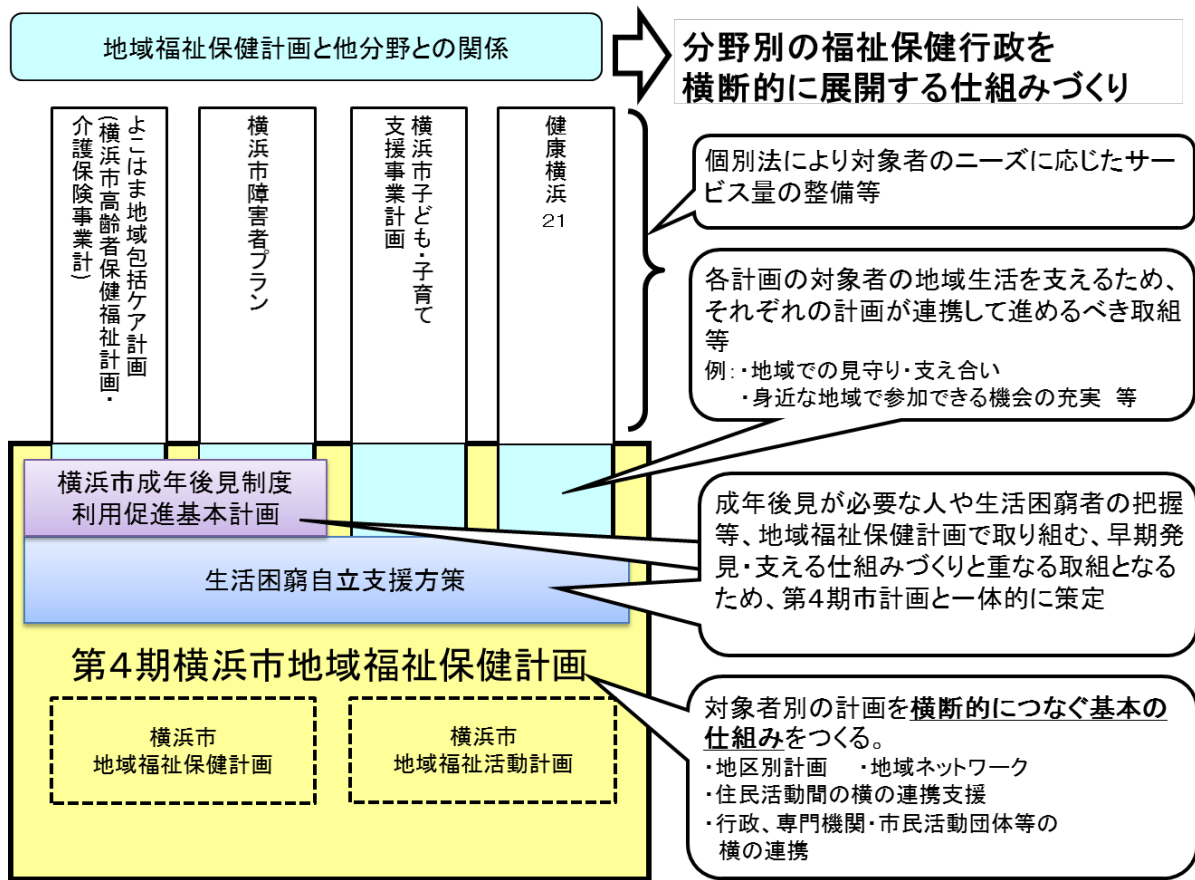 地域福祉保健計画と他分野との関係
分野別の福祉保健行政を
横断的に展開する仕組みづくり
よこはま地域包括ケア計画
(横浜市高齢者保健福祉計画・
介護保険事業計)
横浜市障害者プラン
横浜市子ども・子育て
支援事業計画
健康横浜21
個別法により対象者のニーズに応じたサー
ビス量の整備等
各計画の対象者の地域生活を支えるため、
それぞれの計画が連携して進めるべき取組
等
例:・地域での見守り・支え合い
・身近な地域で参加できる機会の充実 等
横浜市成年後見制度
利用促進基本計画
生活困窮自立支援方策
成年後見が必要な人や生活困窮者の把握
等、地域福祉保健計画で取り組む、早期発
見・支える仕組みづくりと重なる取組となる
ため、第4期市計画と一体的に策定
第4期横浜市地域福祉保健計画
横浜市
地域福祉保健計画
横浜市
地域福祉活動計画
対象者別の計画を横断的につなぐ基本の
仕組みをつくる。
・地区別計画 ・地域ネットワーク
・住民活動間の横の連携支援
・行政、専門機関・市民活動団体等の
横の連携